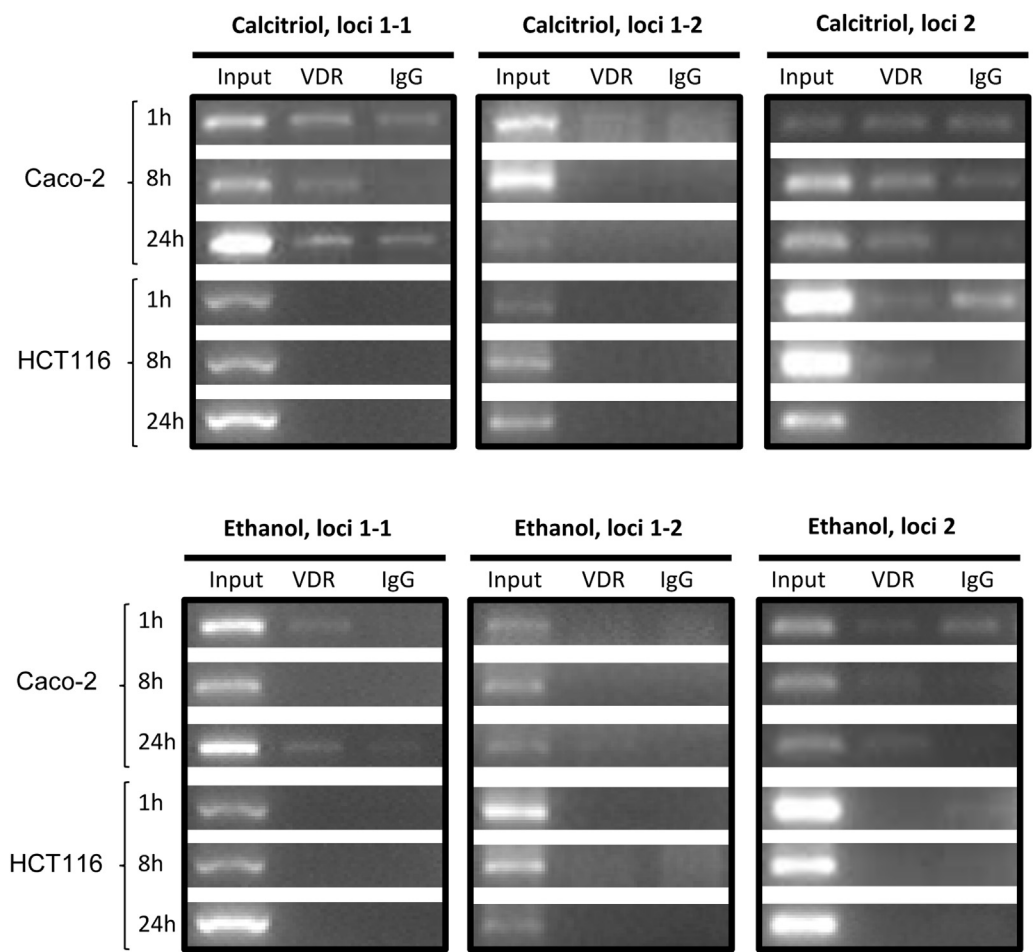 Calcitriol, loci 1-1 Calcitriol, loci 1-2 Calcitriol, loci 2
Input VDR IgG Input VDR IgG Input VDR IgG
1h
Caco-2 8h
24h
1h
HCT116 8h
24h
Ethanol, loci 1-1 Ethanol, loci 1-2 Ethanol, loci 2
Input VDR IgG Input VDR IgG Input VDR IgG
1h
Caco-2 8h
24h
1h
HCT116 8h
24h